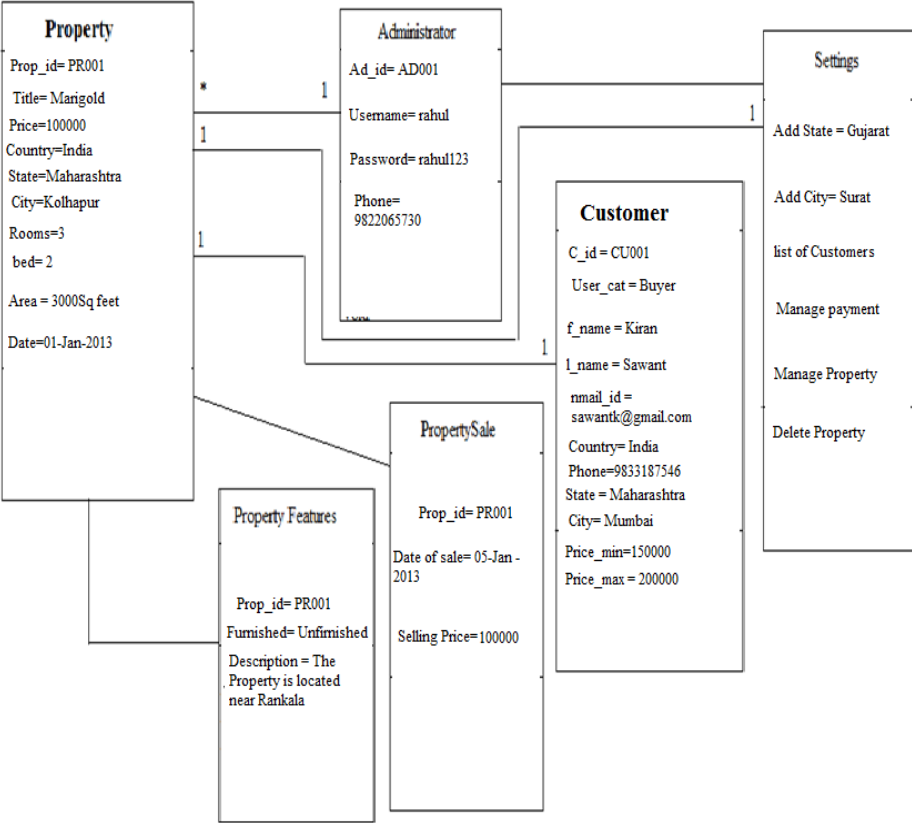 Property
Prop_id= PR001
Title= Marigold
Price=100000
Country=India
State=Maharashtra
City=Kolhapur
Rooms=3
bed= 2
Area = 3000Sq feet
Date=01-Jan-2013
*
1
1
1
Administrator
Ad_id= AD001
Username= rahul
Password= rahul123
Phone=
9822065730
1
1
Settings
Add State = Gujarat
Add City= Surat
list of Customers
Manage payment
Manage Property
Delete Property
Customer
C_id = CU001
User_cat = Buyer
f_name = Kiran
l_name = Sawant
nmail_id =
sawantk@gmail.com
Country= India
Phone=9833187546
State = Maharashtra
City= Mumbai
Price_min=150000
Price_max = 200000
PropertySale
Prop_id= PR001
Date of sale= 05-Jan -
2013
Selling Price=100000
Property Features
Prop_id= PR001
Furnished= Unfirnished
Description = The
Property is located
near Rankala